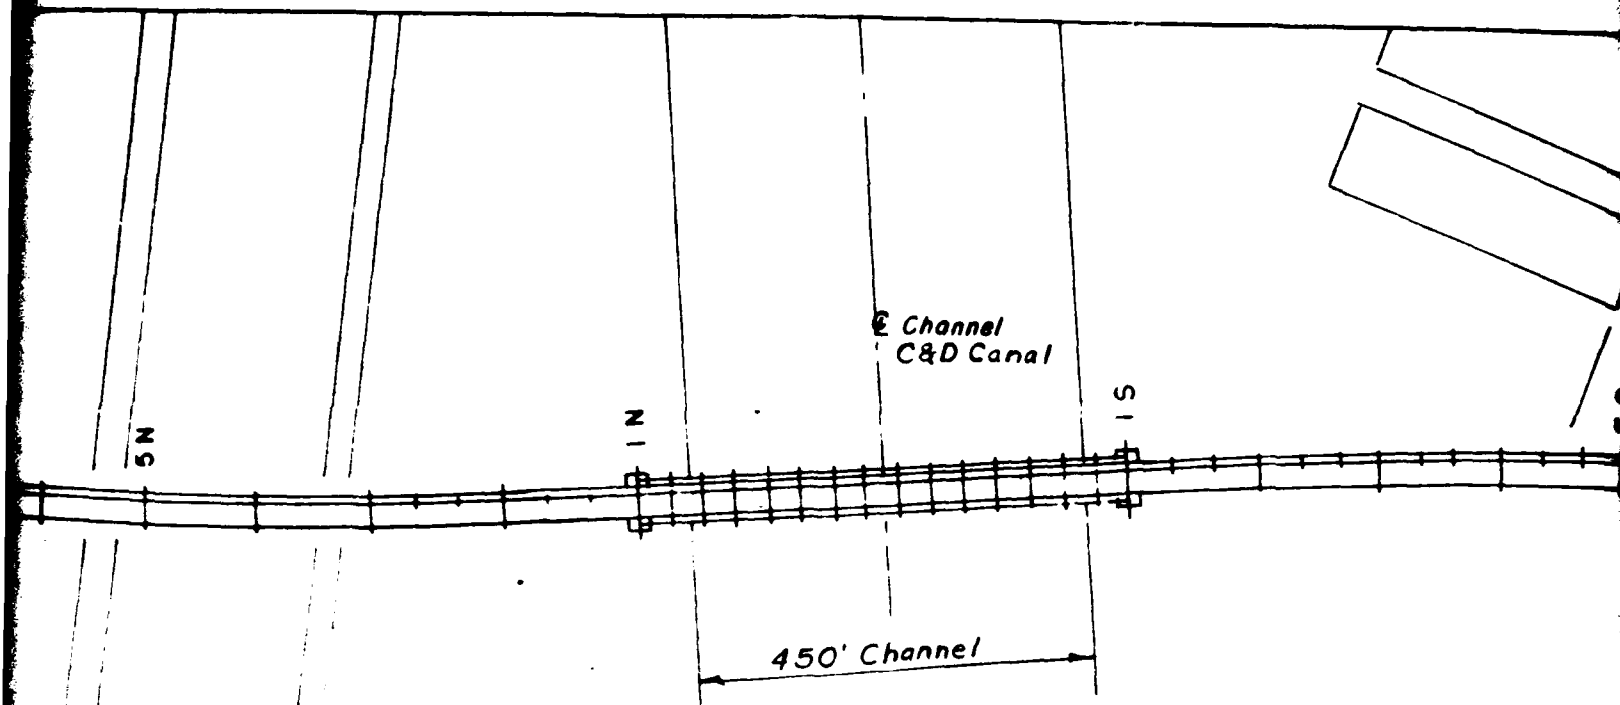 ℄ Channel
C&D Canal
5 N
1 N
1 S
450' Channel